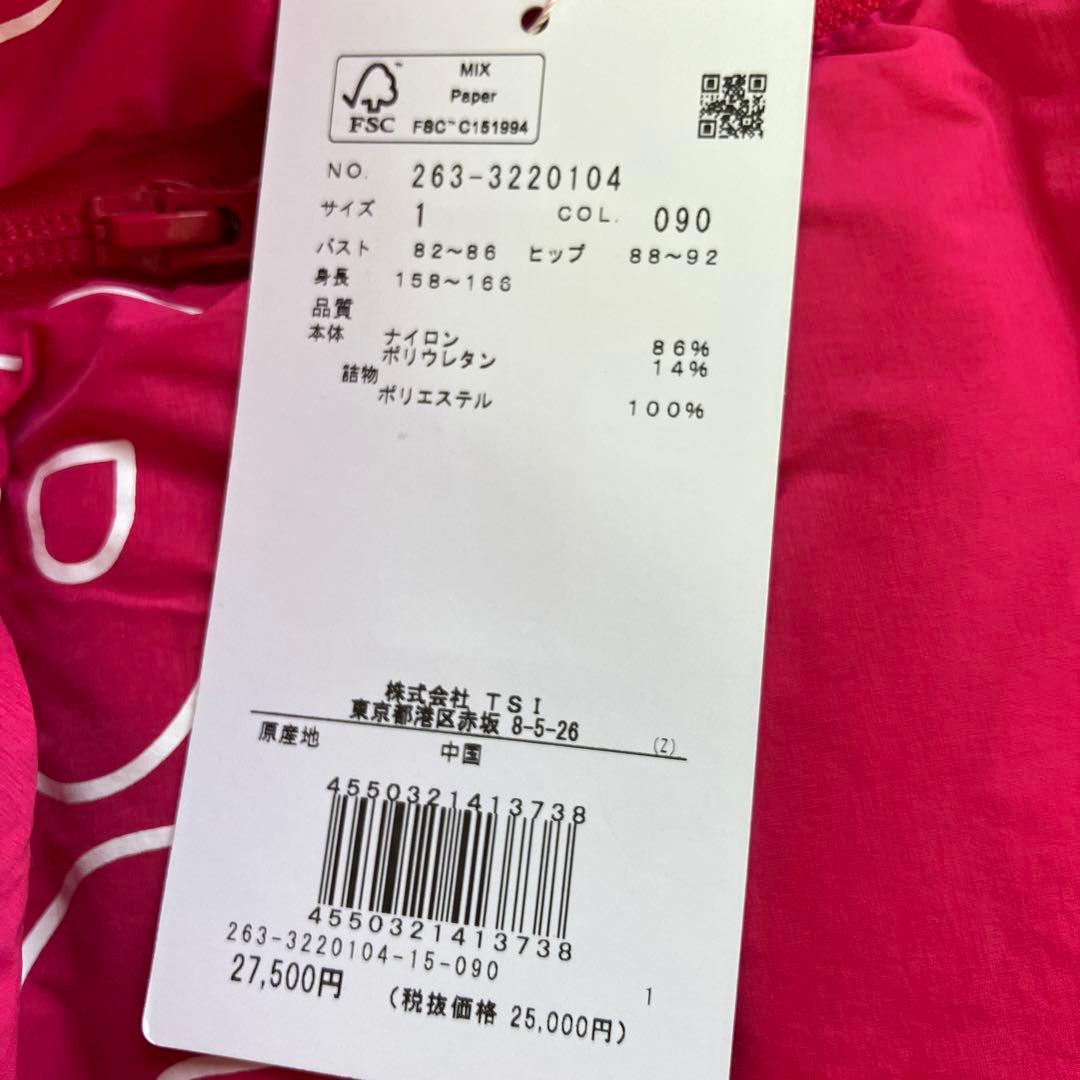 MIX
Paper
FSC™ C151994
FSC
NO. 263-3220104
サイズ 1 COL. 090
バスト 82～86 ヒップ 88～92
身長 158～166
品質
本体 ナイロン 86%
ポリウレタン 14%
詰物
ポリエステル 100%
株式会社 TSI
東京都港区赤坂 8-5-26
(Z)
原産地 中国
4550321413738
4550321413738
263-3220104-15-090
27,500円 (税抜価格 25,000円)
1